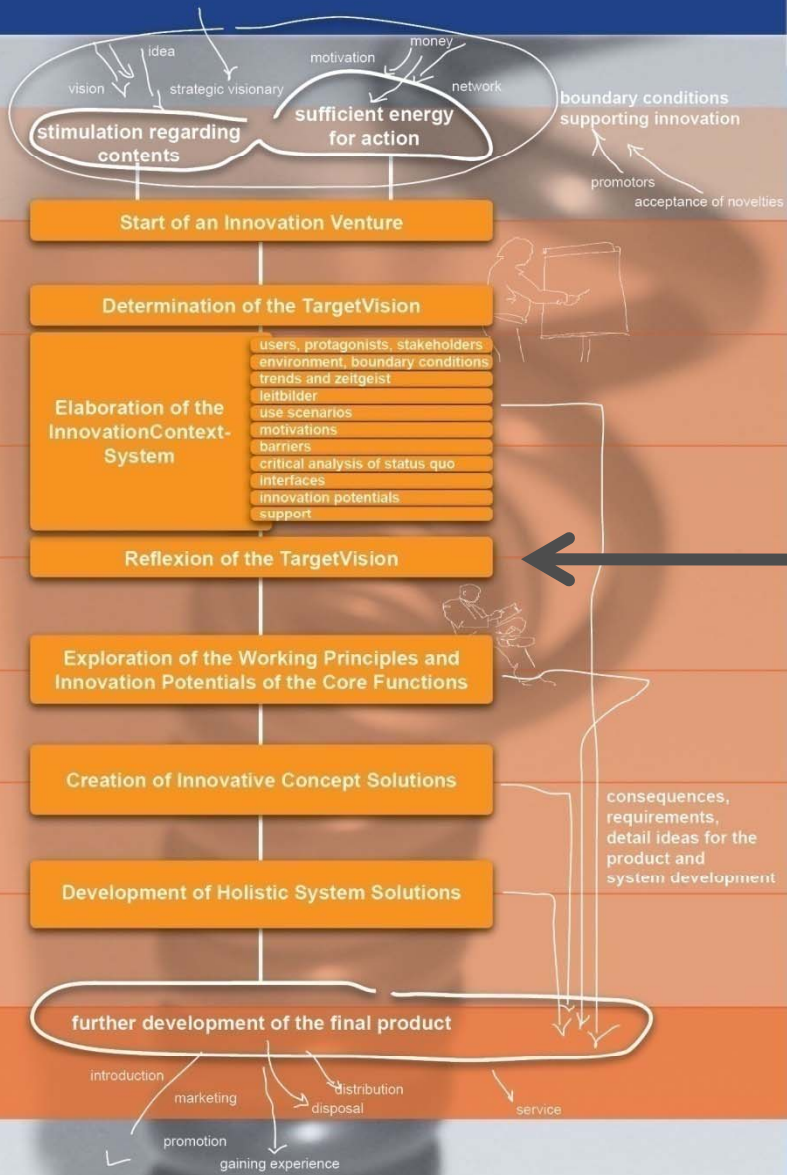 idea
vision
strategic visionary
motivation
money
network
stimulation regarding
contents
sufficient energy
for action
boundary conditions
supporting innovation
promotors
acceptance of novelties
Start of an Innovation Venture
Determination of the TargetVision
Elaboration of the
InnovationContext-
System
users, protagonists, stakeholders
environment, boundary conditions
trends and zeitgeist
leitbilder
use scenarios
motivations
barriers
critical analysis of status quo
interfaces
innovation potentials
support
Reflexion of the TargetVision
Exploration of the Working Principles and
Innovation Potentials of the Core Functions
Creation of Innovative Concept Solutions
consequences,
requirements,
detail ideas for the
product and
system development
Development of Holistic System Solutions
further development of the final product
introduction
marketing
promotion
gaining experience
distribution
disposal
service